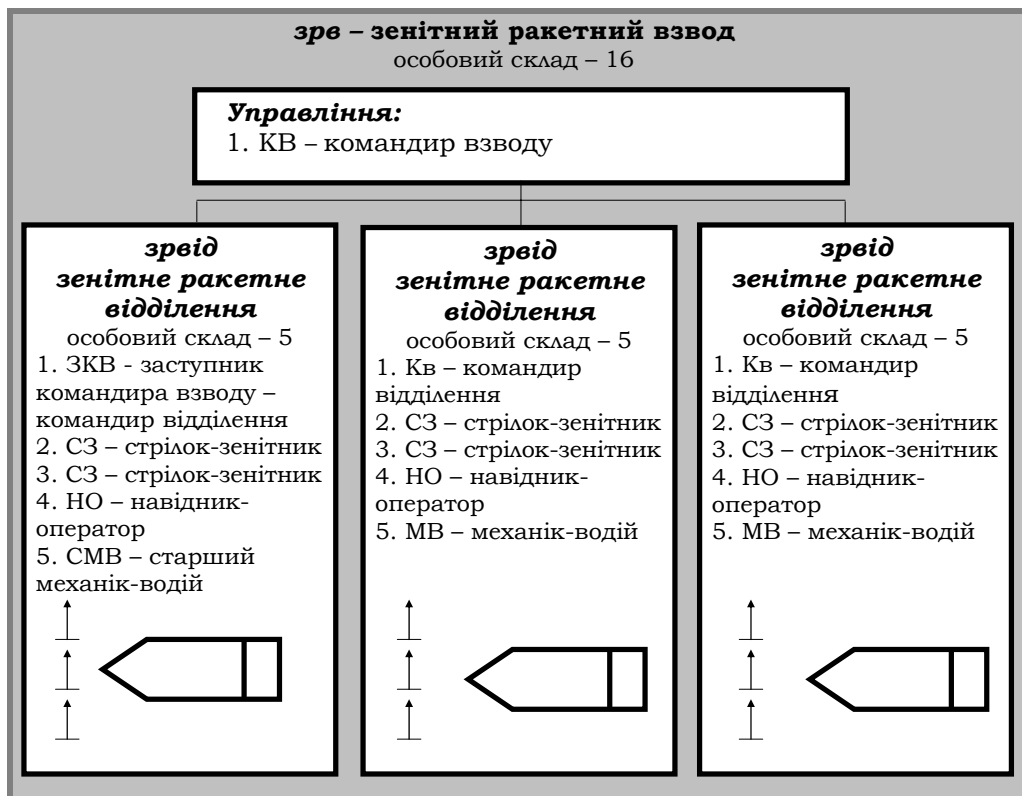 зрв – зенітний ракетний взвод
особовий склад – 16
Управління:
1. КВ – командир взводу
зрвід
зенітне ракетне
відділення
особовий склад – 5
1. ЗКВ - заступник
командира взводу –
командир відділення
2. СЗ – стрілок-зенітник
3. СЗ – стрілок-зенітник
4. НО – навідник-
оператор
5. СМВ – старший
механік-водій
зрвід
зенітне ракетне
відділення
особовий склад – 5
1. Кв – командир
відділення
2. СЗ – стрілок-зенітник
3. СЗ – стрілок-зенітник
4. НО – навідник-
оператор
5. МВ – механік-водій
зрвід
зенітне ракетне
відділення
особовий склад – 5
1. Кв – командир
відділення
2. СЗ – стрілок-зенітник
3. СЗ – стрілок-зенітник
4. НО – навідник-
оператор
5. МВ – механік-водій